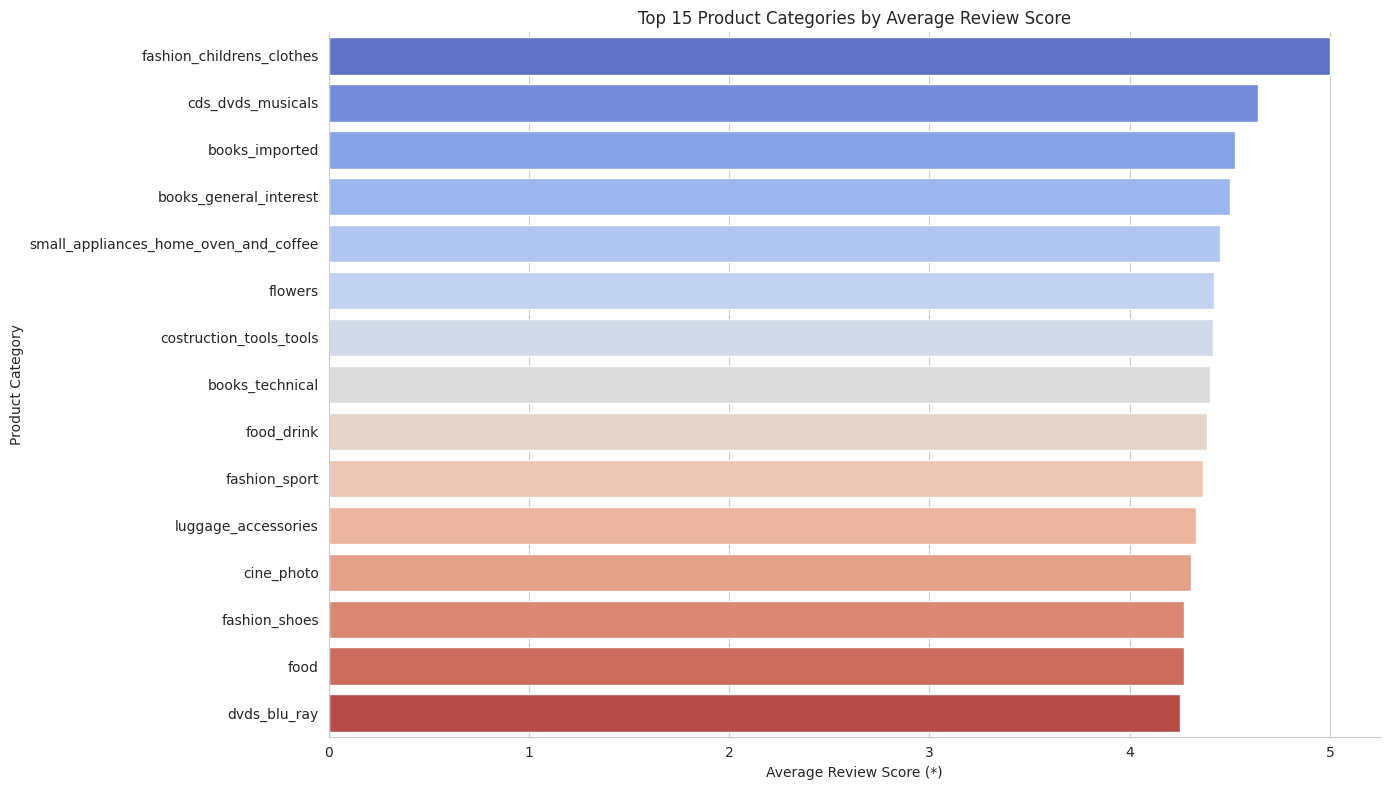 Top 15 Product Categories by Average Review Score
Product Category
fashion_childrens_clothes
cds_dvds_musicals
books_imported
books_general_interest
small_appliances_home_oven_and_coffee
flowers
costruction_tools_tools
books_technical
food_drink
fashion_sport
luggage_accessories
cine_photo
fashion_shoes
food
dvds_blu_ray
0 1 2 3 4 5
Average Review Score (*)